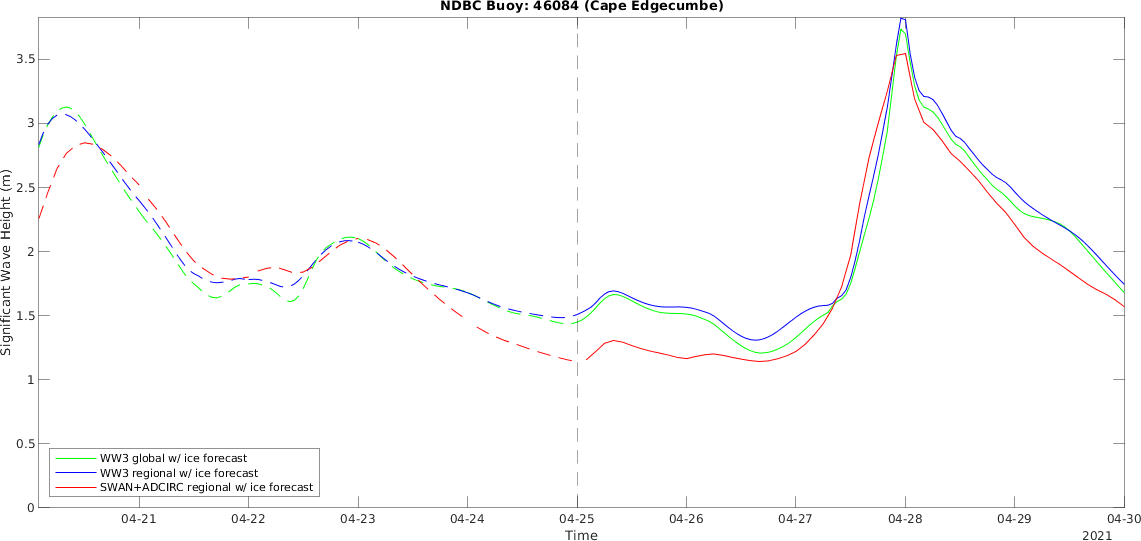 NDBC Buoy: 46084 (Cape Edgecumbe)
Significant Wave Height (m)
3.5
3
2.5
2
1.5
1
0.5
0
WW3 global w/ ice forecast
WW3 regional w/ ice forecast
SWAN+ADCIRC regional w/ ice forecast
04-21 04-22 04-23 04-24 04-25 04-26 04-27 04-28 04-29 04-30
Time
2021